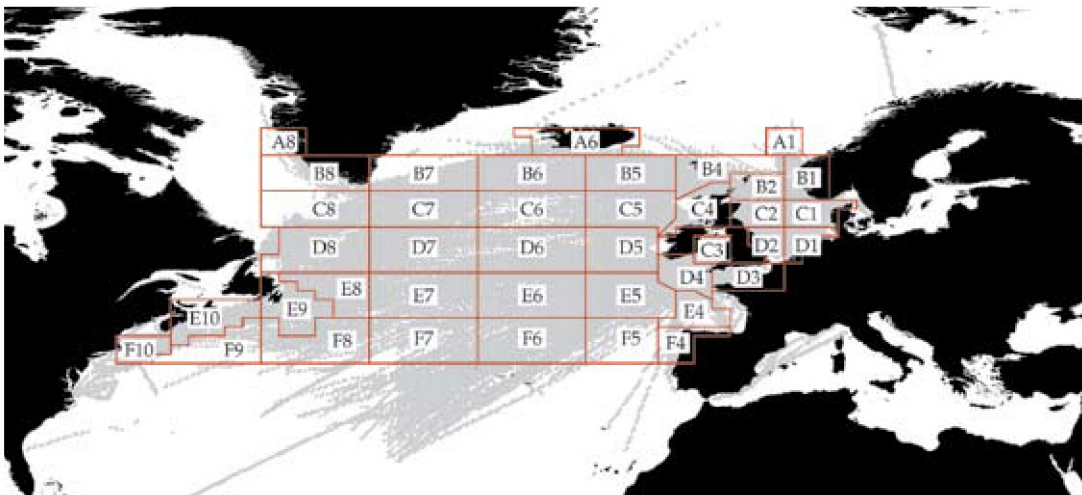 A8 A6 A1
B8 B7 B6 B5 B4 B2 B1
C8 C7 C6 C5 C4 C2 C1
D8 D7 D6 D5 C3 D2 D1
E8 E7 E6 E5 D4 D3
E10 E9 E4
F10 F9 F8 F7 F6 F5 F4